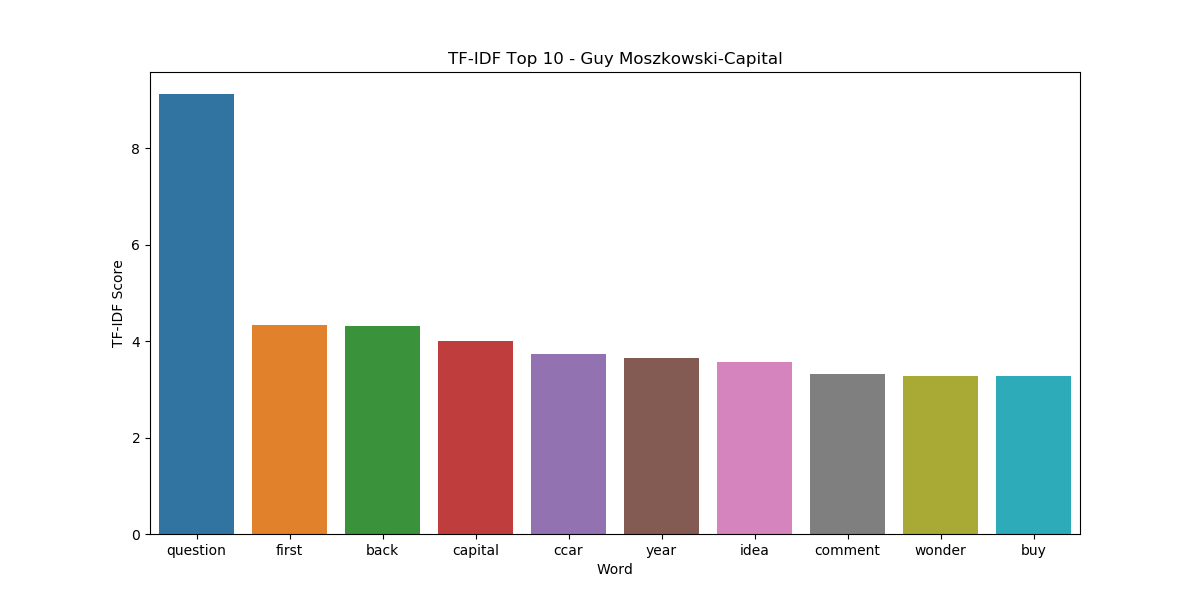 TF-IDF Top 10 - Guy Moszkowski-Capital
TF-IDF Score
8
6
4
2
0
question first back capital ccar year idea comment wonder buy
Word